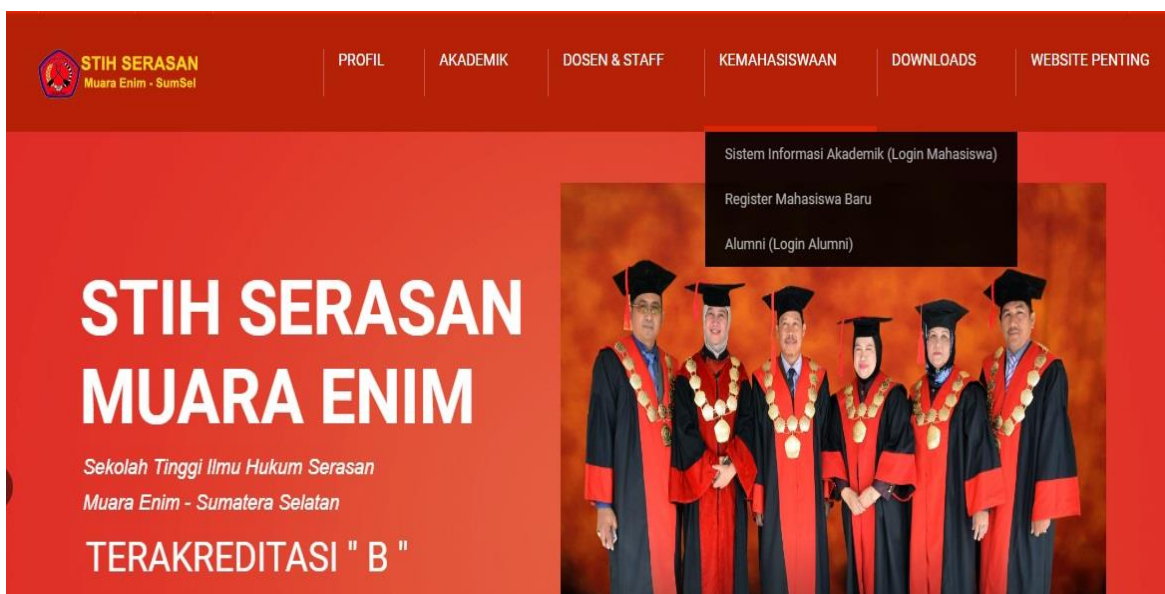 STIH SERASAN
Muara Enim - SumSel
PROFIL
AKADEMIK
DOSEN & STAFF
KEMAHASISWAAN
DOWNLOADS
WEBSITE PENTING
Sistem Informasi Akademik (Login Mahasiswa)
Register Mahasiswa Baru
Alumni (Login Alumni)
STIH SERASAN
MUARA ENIM
Sekolah Tinggi Ilmu Hukum Serasan
Muara Enim - Sumatera Selatan
TERAKREDITASI " B "